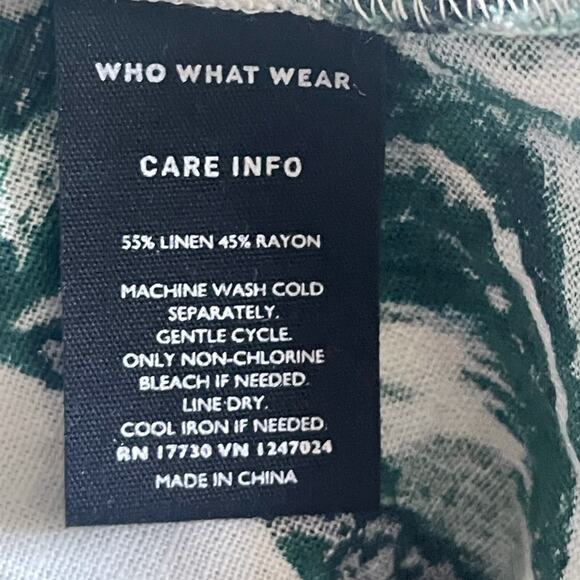 WHO WHAT WEAR
CARE INFO
55% LINEN 45% RAYON
MACHINE WASH COLD
SEPARATELY.
GENTLE CYCLE.
ONLY NON-CHLORINE
BLEACH IF NEEDED.
LINE DRY.
COOL IRON IF NEEDED.
RN 17730 VN 1247024
MADE IN CHINA